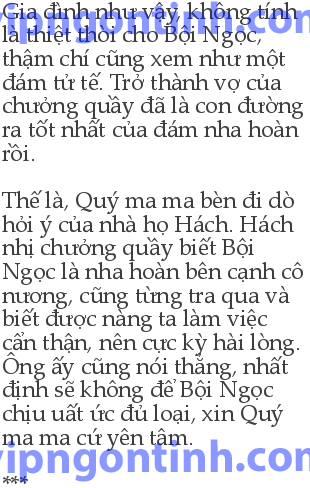 Gia đình như vậy, không tính
là thiệt thòi cho Bội Ngọc,
thậm chí cũng xem như một
đám tử tế. Trở thành vợ của
chưởng quầy đã là con đường
ra tốt nhất của đám nha hoàn
rồi.
Thế là, Quý ma ma bèn đi dò
hỏi ý của nhà họ Hách. Hách
nhị chưởng quầy biết Bội
Ngọc là nha hoàn bên cạnh cô
nương, cũng từng tra qua và
biết được nàng ta làm việc
cẩn thận, nên cực kỳ hài lòng.
Ông ấy cũng nói thẳng, nhất
định sẽ không để Bội Ngọc
chịu uất ức đủ loại, xin Quý
ma ma cứ yên tâm.
vipngontinh.com
***